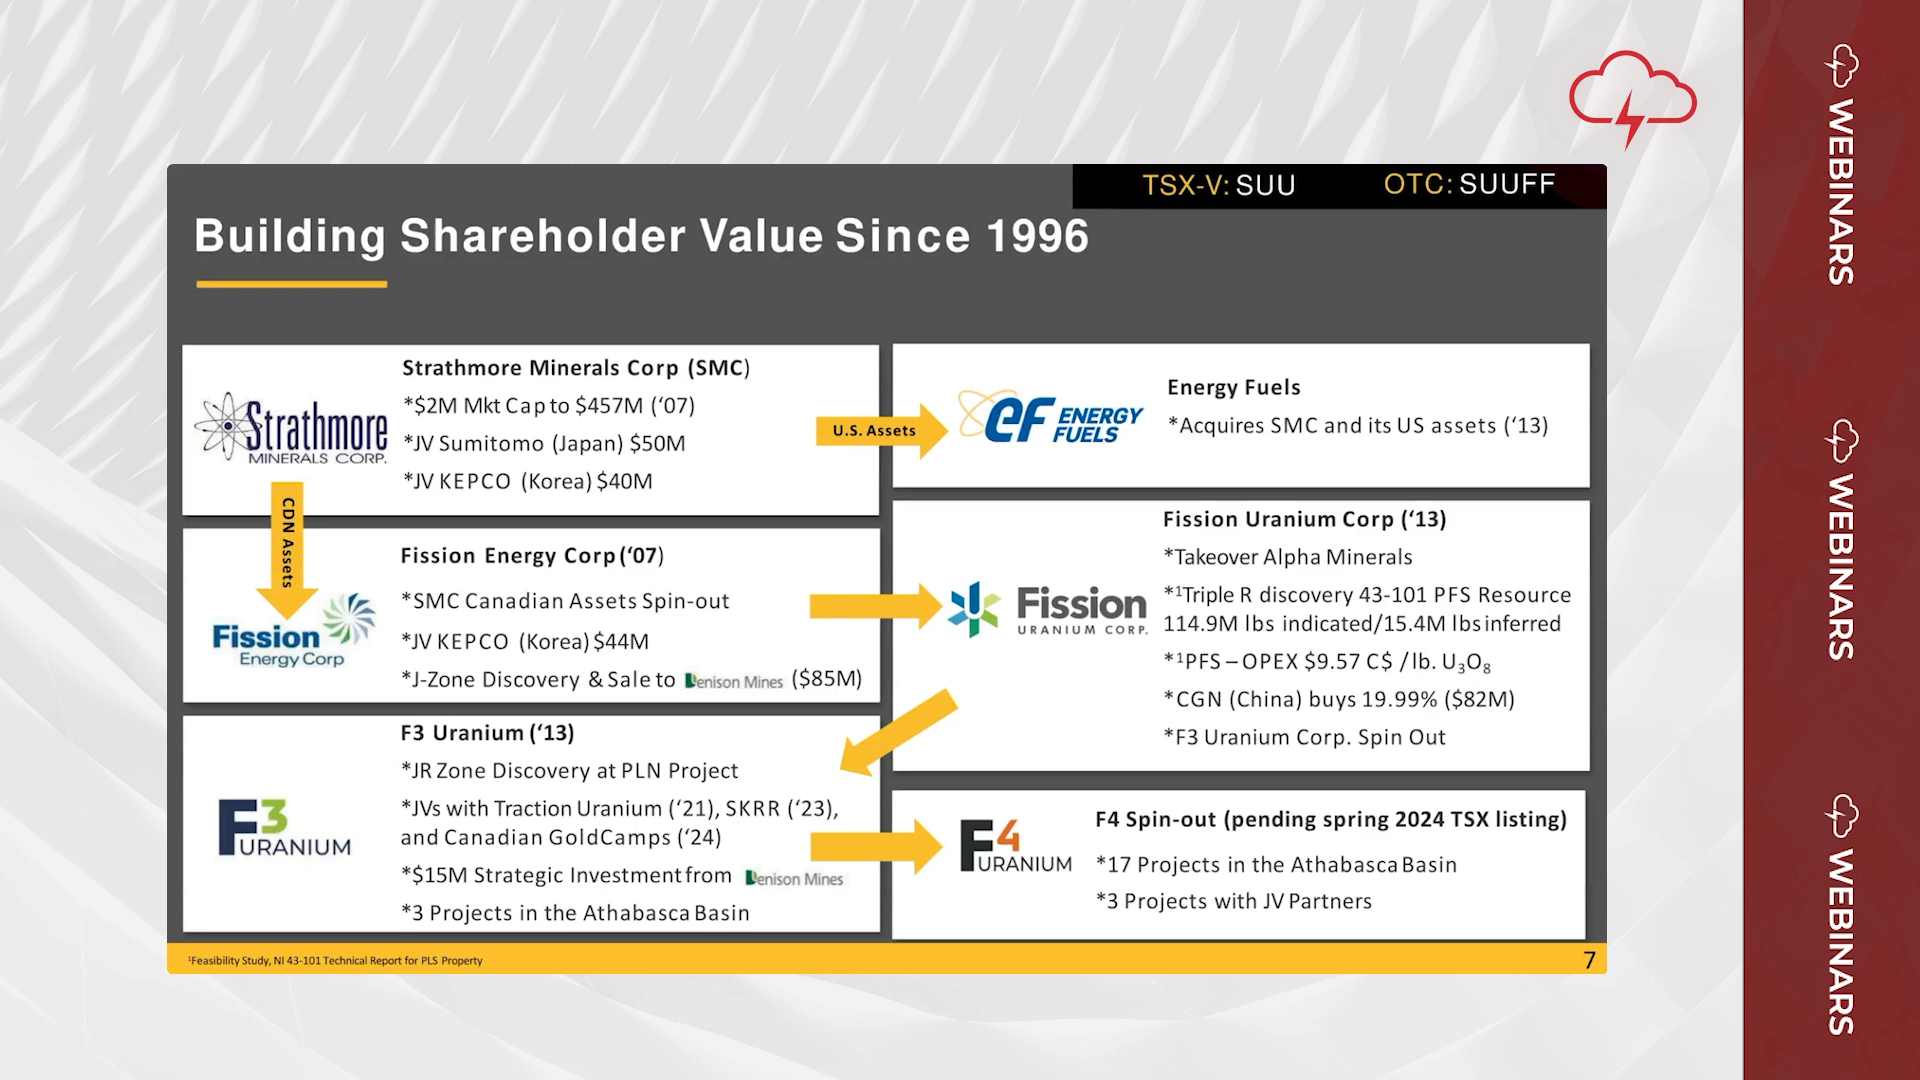 TSX-V: SUU OTC: SUUFF
Building Shareholder Value Since 1996
Strathmore
MINERALS CORP.
Strathmore Minerals Corp (SMC)
*$2M Mkt Cap to $457M (‘07)
*JV Sumitomo (Japan) $50M
*JV KEPCO (Korea) $40M
U.S. Assets
eF ENERGY
FUELS
Energy Fuels
*Acquires SMC and its US assets (‘13)
CDN Assets
Fission
Energy Corp
Fission Energy Corp (‘07)
*SMC Canadian Assets Spin-out
*JV KEPCO (Korea) $44M
*J-Zone Discovery & Sale to Denison Mines ($85M)
Fission
URANIUM CORP.
Fission Uranium Corp (‘13)
*Takeover Alpha Minerals
*¹Triple R discovery 43-101 PFS Resource
114.9M lbs indicated/15.4M lbs inferred
*¹PFS – OPEX $9.57 C$ /lb. U₃O₈
*CGN (China) buys 19.99% ($82M)
*F3 Uranium Corp. Spin Out
F3
URANIUM
F3 Uranium (‘13)
*JR Zone Discovery at PLN Project
*JVs with Traction Uranium (‘21), SKRR (‘23),
and Canadian GoldCamps (‘24)
*$15M Strategic Investment from Denison Mines
*3 Projects in the Athabasca Basin
F4
URANIUM
F4 Spin-out (pending spring 2024 TSX listing)
*17 Projects in the Athabasca Basin
*3 Projects with JV Partners
¹Feasibility Study, NI 43-101 Technical Report for PLS Property
7
WEBINARS
WEBINARS
WEBINARS